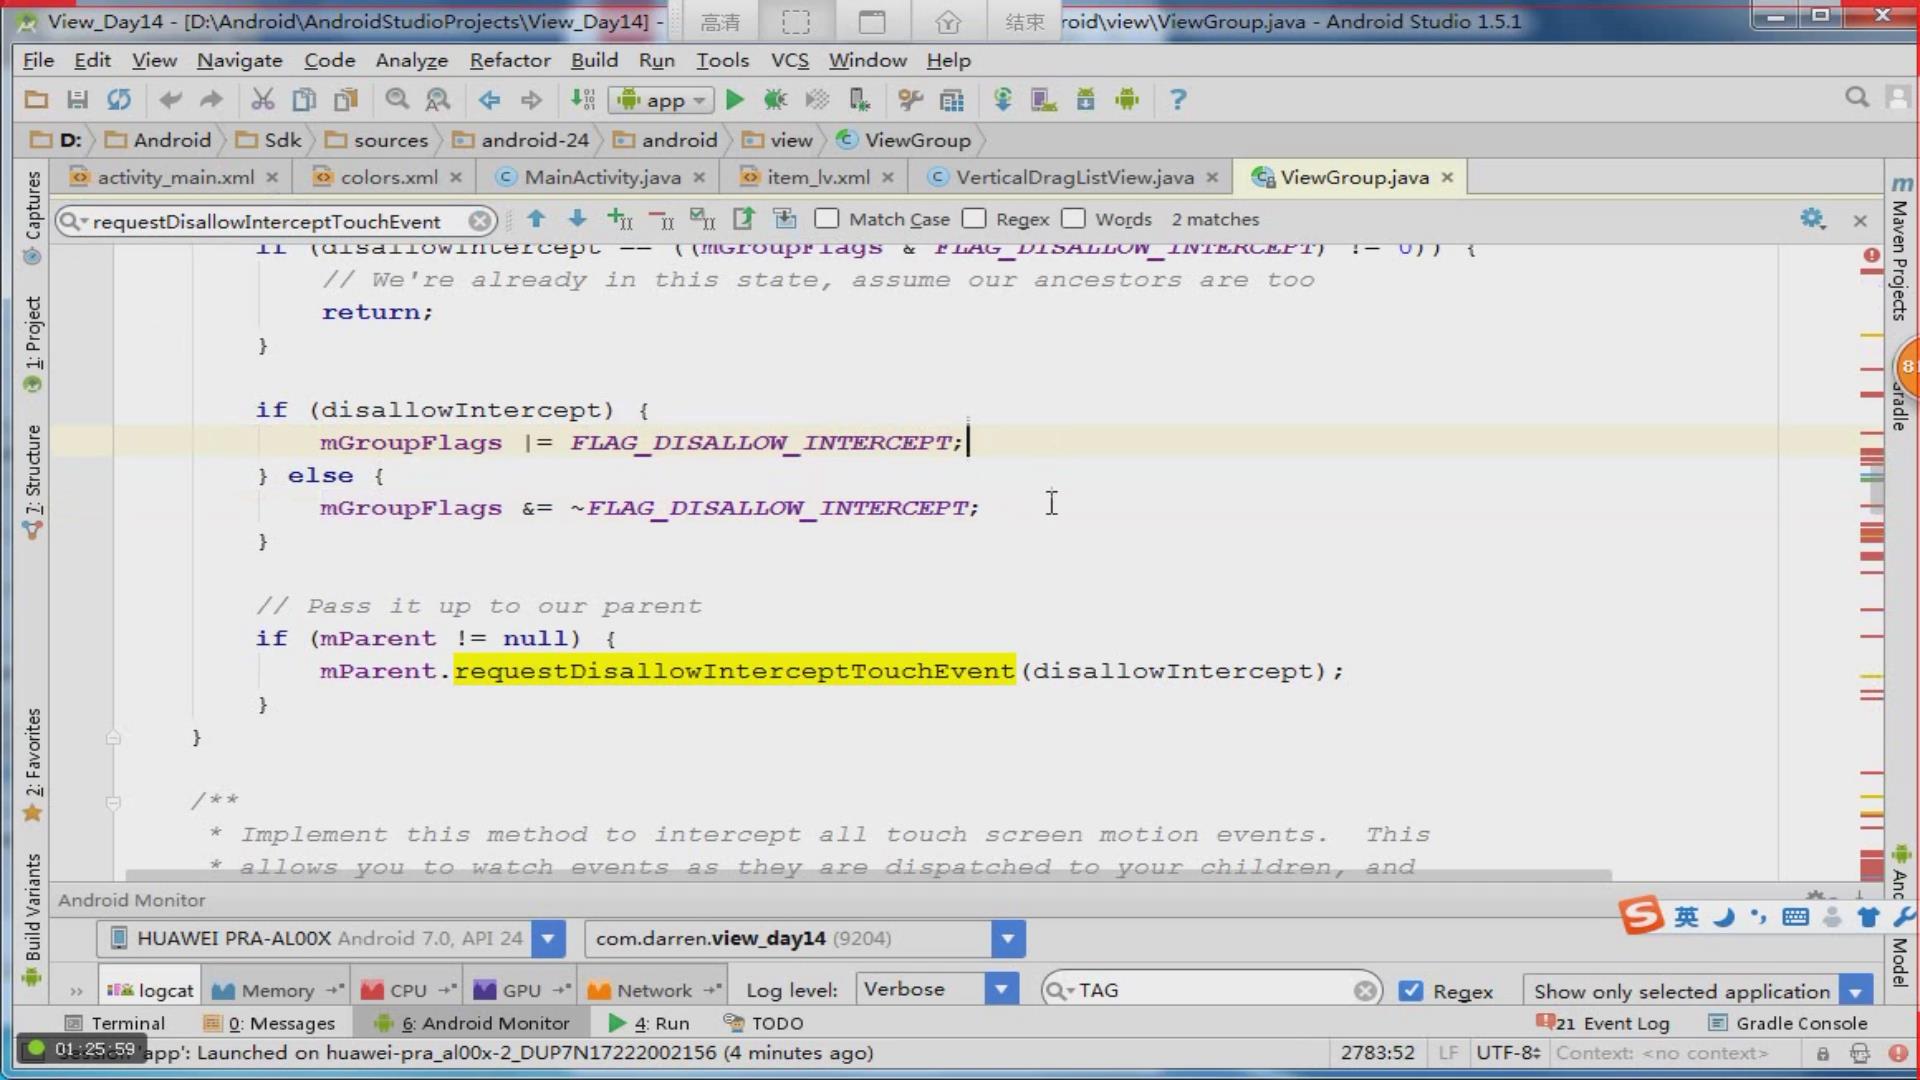 View_Day14 - [D:\Android\AndroidStudioProjects\View_Day14] -
高清
结束
roid\view\ViewGroup.java - Android Studio 1.5.1
File Edit View Navigate Code Analyze Refactor Build Run Tools VCS Window Help
app
D: Android Sdk sources android-24 android view ViewGroup
activity_main.xml colors.xml MainActivity.java item_lv.xml VerticalDragListView.java ViewGroup.java
requestDisallowInterceptTouchEvent Match Case Regex Words 2 matches
if (disallowIntercept == ((mGroupFlags & FLAG_DISALLOW_INTERCEPT) != 0)) {
// We're already in this state, assume our ancestors are too
return;
}
if (disallowIntercept) {
mGroupFlags |= FLAG_DISALLOW_INTERCEPT;
} else {
mGroupFlags &= ~FLAG_DISALLOW_INTERCEPT;
}
// Pass it up to our parent
if (mParent != null) {
mParent.requestDisallowInterceptTouchEvent(disallowIntercept);
}
}
/**
* Implement this method to intercept all touch screen motion events.  This
* allows you to watch events as they are dispatched to your children, and
Captures
1: Project
7: Structure
2: Favorites
Build Variants
Maven Projects
81
Model
Android Monitor
英
HUAWEI PRA-AL00X Android 7.0, API 24 com.darren.view_day14 (9204)
logcat Memory CPU GPU Network Log level: Verbose TAG Regex Show only selected application
Terminal 0: Messages 6: Android Monitor 4: Run TODO 21 Event Log Gradle Console
01:25:59 'app': Launched on huawei-pra_al00x-2_DUP7N17222002156 (4 minutes ago) 2783:52 LF UTF-8 Context: <no context>